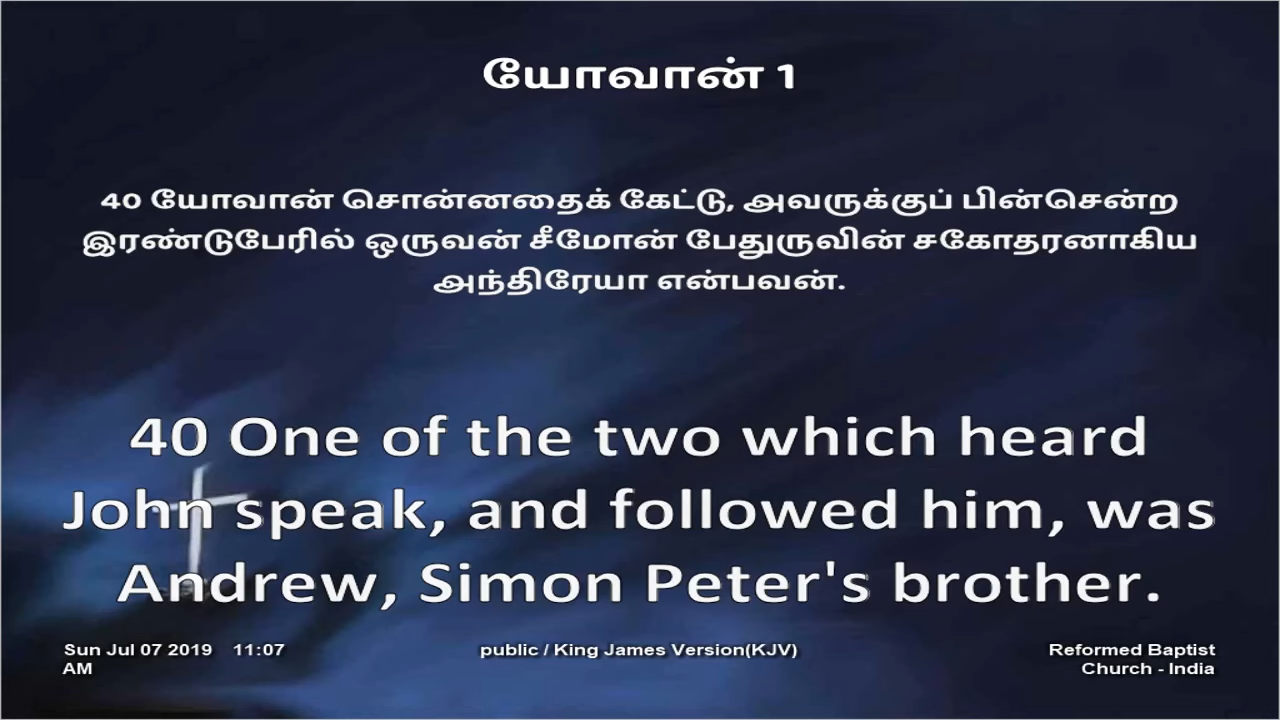 யோவான் 1
40 யோவான் சொன்னதைக் கேட்டு, அவருக்குப் பின்சென்ற
இரண்டுபேரில் ஒருவன் சீமோன் பேதுருவின் சகோதரனாகிய
அந்திரேயா என்பவன்.
40 One of the two which heard
John speak, and followed him, was
Andrew, Simon Peter's brother.
Sun Jul 07 2019 11:07
AM
public / King James Version(KJV)
Reformed Baptist
Church - India